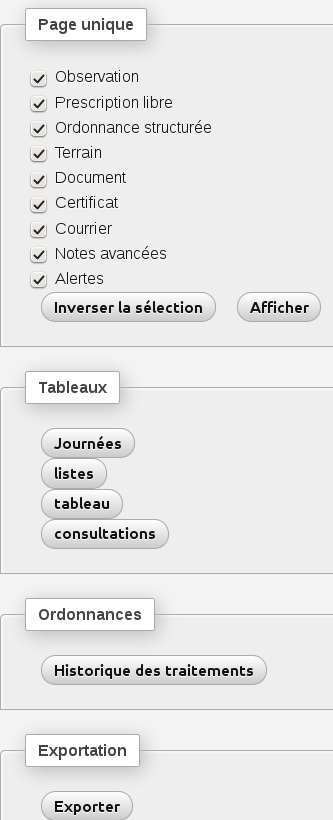 Page unique
Observation
Prescription libre
Ordonnance structurée
Terrain
Document
Certificat
Courrier
Notes avancées
Alertes
Inverser la sélection Afficher
Tableaux
Journées
listes
tableau
consultations
Ordonnances
Historique des traitements
Exportation
Exporter